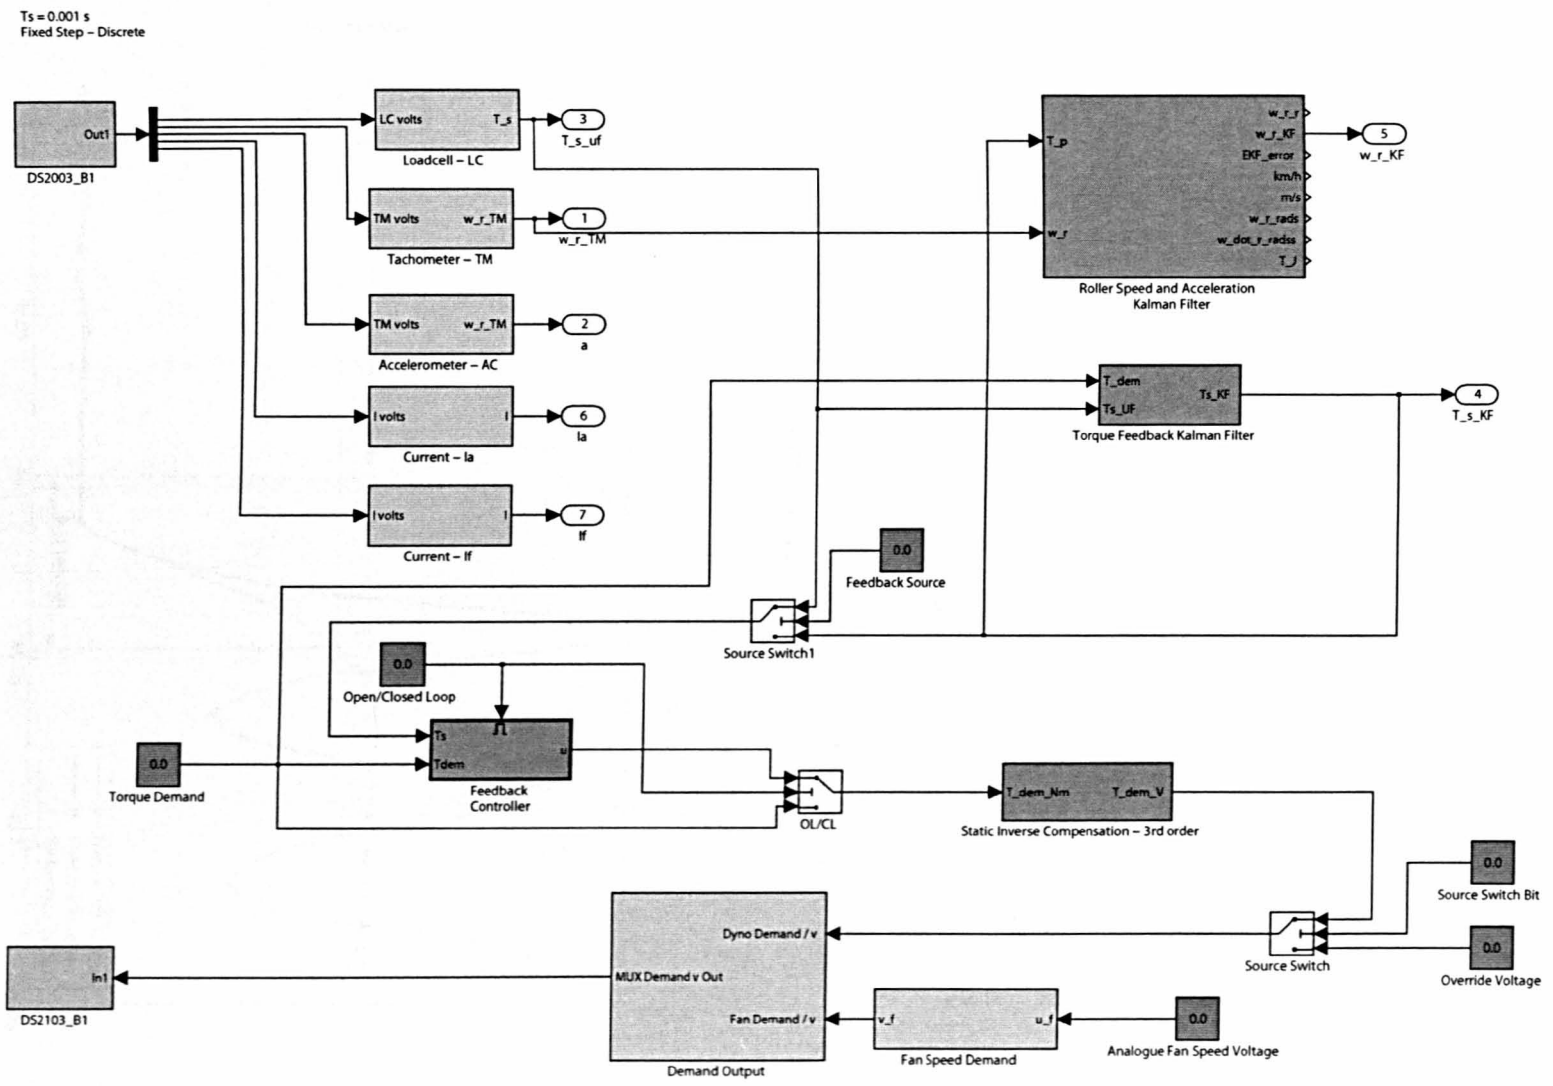 Ts = 0.001 s
Fixed Step – Discrete
Out1
DS2003_B1
LC volts T_s
Loadcell – LC
3
T_s_uf
TM volts w_r_TM
Tachometer – TM
1
w_r_TM
TM volts w_r_TM
Accelerometer – AC
2
a
I volts I
Current – Ia
6
Ia
I volts I
Current – If
7
If
T_p
w_r
w_r_r
w_r_KF
EKF_error
km/h
m/s
w_r_rads
w_dot_r_radss
T_J
Roller Speed and Acceleration
Kalman Filter
5
w_r_KF
T_dem
Ts_UF
Ts_KF
Torque Feedback Kalman Filter
4
T_s_KF
0.0
Feedback Source
Source Switch1
0.0
Open/Closed Loop
0.0
Torque Demand
Ts
Tdem
u
Feedback
Controller
OL/CL
T_dem_Nm T_dem_V
Static Inverse Compensation – 3rd order
0.0
Source Switch Bit
0.0
Override Voltage
Source Switch
Dyno Demand / v
MUX Demand v Out
Fan Demand / v
Demand Output
v_f u_f
Fan Speed Demand
0.0
Analogue Fan Speed Voltage
In1
DS2103_B1